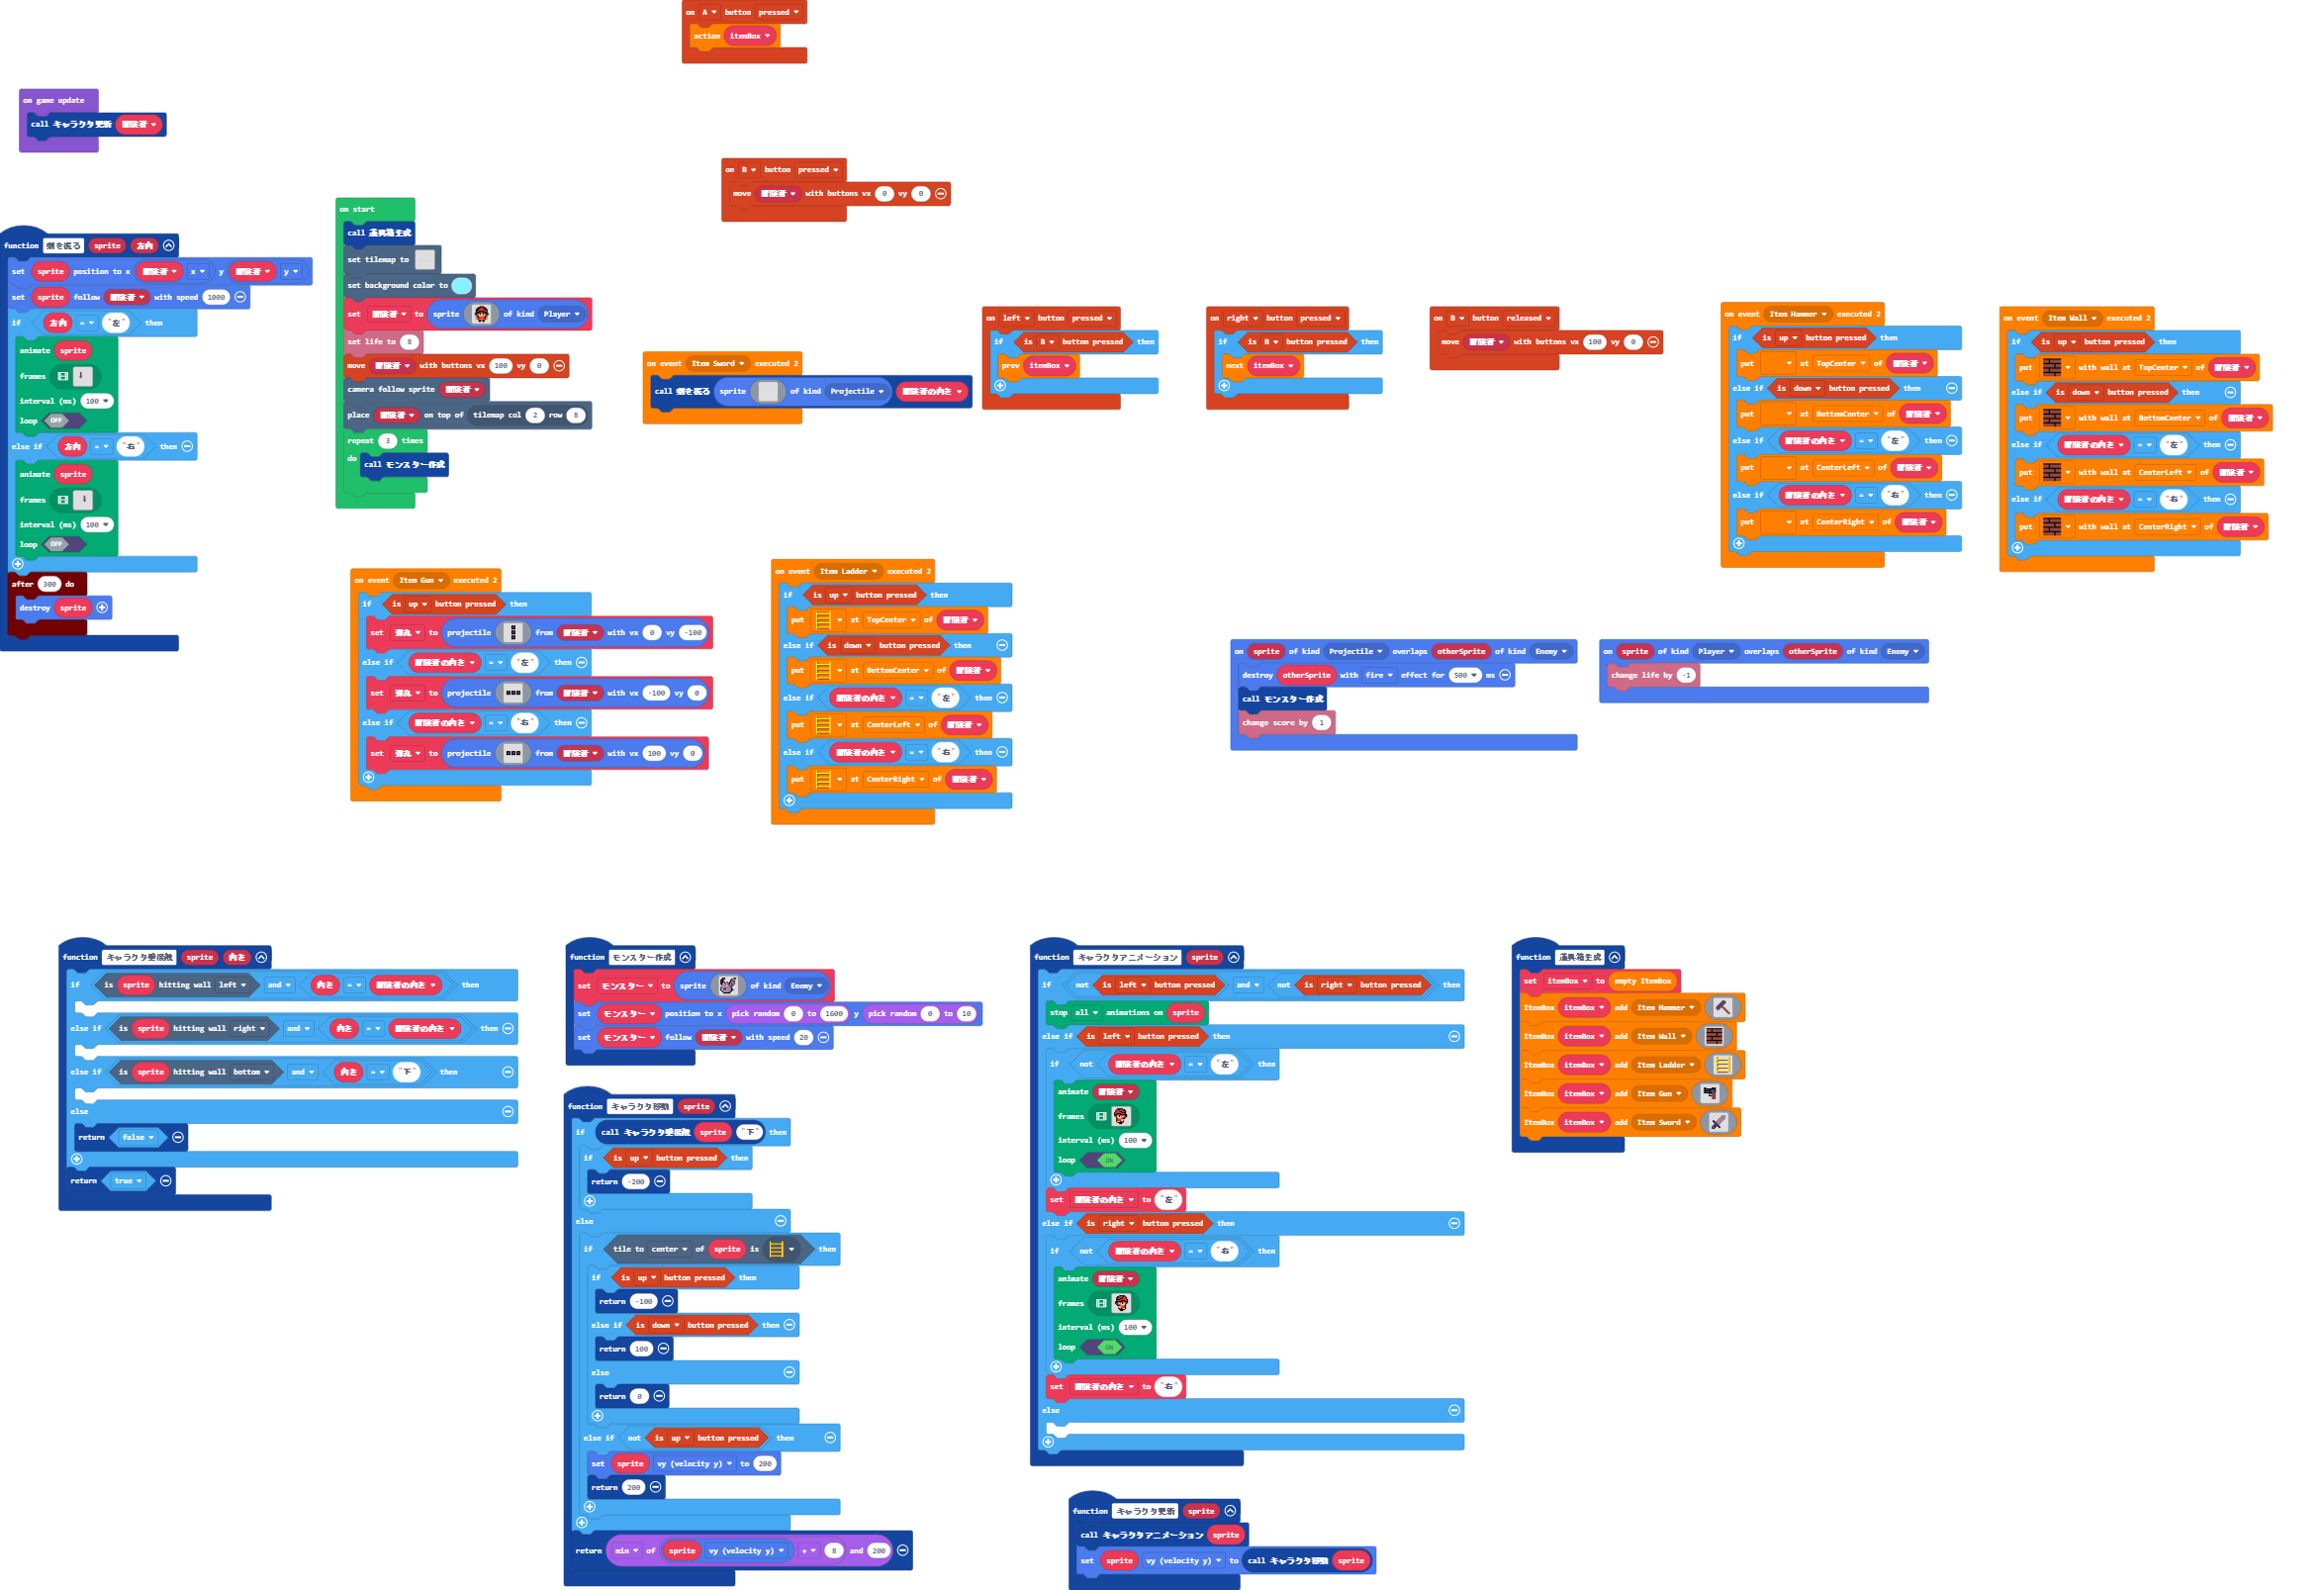 on A button pressed
action itemBox
on game update
call キャラクタ更新 冒険者
on B button pressed
move 冒険者 with buttons vx 0 vy 0
function 剣を振る sprite 方向
set sprite position to x 冒険者 x y 冒険者 y
set sprite follow 冒険者 with speed 1000
if 方向 = "左" then
animate sprite
frames
interval (ms) 100
loop OFF
else if 方向 = "右" then
animate sprite
frames
interval (ms) 100
loop OFF
after 300 do
destroy sprite
on start
call 道具箱生成
set tilemap to
set background color to
set 冒険者 to sprite of kind Player
set life to 8
move 冒険者 with buttons vx 100 vy 0
camera follow sprite 冒険者
place 冒険者 on top of tilemap col 2 row 8
repeat 3 times
do
call モンスター作成
on event Item Sword executed 2
call 剣を振る sprite of kind Projectile 冒険者の向き
on left button pressed
if is B button pressed then
prev itemBox
on right button pressed
if is B button pressed then
next itemBox
on B button released
move 冒険者 with buttons vx 100 vy 0
on event Item Hammer executed 2
if is up button pressed then
put at TopCenter of 冒険者
else if is down button pressed then
put at BottomCenter of 冒険者
else if 冒険者の向き = "左" then
put at CenterLeft of 冒険者
else if 冒険者の向き = "右" then
put at CenterRight of 冒険者
on event Item Wall executed 2
if is up button pressed then
put with wall at TopCenter of 冒険者
else if is down button pressed then
put with wall at BottomCenter of 冒険者
else if 冒険者の向き = "左" then
put with wall at CenterLeft of 冒険者
else if 冒険者の向き = "右" then
put with wall at CenterRight of 冒険者
on event Item Gun executed 2
if is up button pressed then
set 弾丸 to projectile from 冒険者 with vx 0 vy -100
else if 冒険者の向き = "左" then
set 弾丸 to projectile from 冒険者 with vx -100 vy 0
else if 冒険者の向き = "右" then
set 弾丸 to projectile from 冒険者 with vx 100 vy 0
on event Item Ladder executed 2
if is up button pressed then
put at TopCenter of 冒険者
else if is down button pressed then
put at BottomCenter of 冒険者
else if 冒険者の向き = "左" then
put at CenterLeft of 冒険者
else if 冒険者の向き = "右" then
put at CenterRight of 冒険者
on sprite of kind Projectile overlaps otherSprite of kind Enemy
destroy otherSprite with fire effect for 500 ms
call モンスター作成
change score by 1
on sprite of kind Player overlaps otherSprite of kind Enemy
change life by -1
function キャラクタ壁接触 sprite 向き
if is sprite hitting wall left and 向き = 冒険者の向き then
else if is sprite hitting wall right and 向き = 冒険者の向き then
else if is sprite hitting wall bottom and 向き = "下" then
else
return false
return true
function モンスター作成
set モンスター to sprite of kind Enemy
set モンスター position to x pick random 0 to 1600 y pick random 0 to 10
set モンスター follow 冒険者 with speed 20
function キャラクタ移動 sprite
if call キャラクタ壁接触 sprite "下" then
if is up button pressed then
return -200
else
if tile to center of sprite is then
if is up button pressed then
return -100
else if is down button pressed then
return 100
else
return 0
else if not is up button pressed then
set sprite vy (velocity y) to 200
return 200
return min of sprite vy (velocity y) + 8 and 200
function キャラクタアニメーション sprite
if not is left button pressed and not is right button pressed then
stop all animations on sprite
else if is left button pressed then
if not 冒険者の向き = "左" then
animate 冒険者
frames
interval (ms) 100
loop ON
set 冒険者の向き to "左"
else if is right button pressed then
if not 冒険者の向き = "右" then
animate 冒険者
frames
interval (ms) 100
loop ON
set 冒険者の向き to "右"
else
function キャラクタ更新 sprite
call キャラクタアニメーション sprite
set sprite vy (velocity y) to call キャラクタ移動 sprite
function 道具箱生成
set itemBox to empty ItemBox
ItemBox itemBox add Item Hammer
ItemBox itemBox add Item Wall
ItemBox itemBox add Item Ladder
ItemBox itemBox add Item Gun
ItemBox itemBox add Item Sword